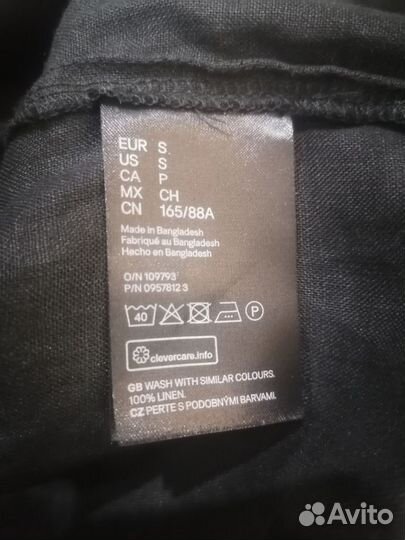 EUR S
US S
CA P
MX CH
CN 165/88A
Made in Bangladesh
Fabriqué au Bangladesh
Hecho en Bangladesh
O/N 109793
P/N 0957812 3
40 P
clevercare.info
GB WASH WITH SIMILAR COLOURS.
100% LINEN.
CZ PERTE S PODOBNÝMI BARVAMI.
Avito